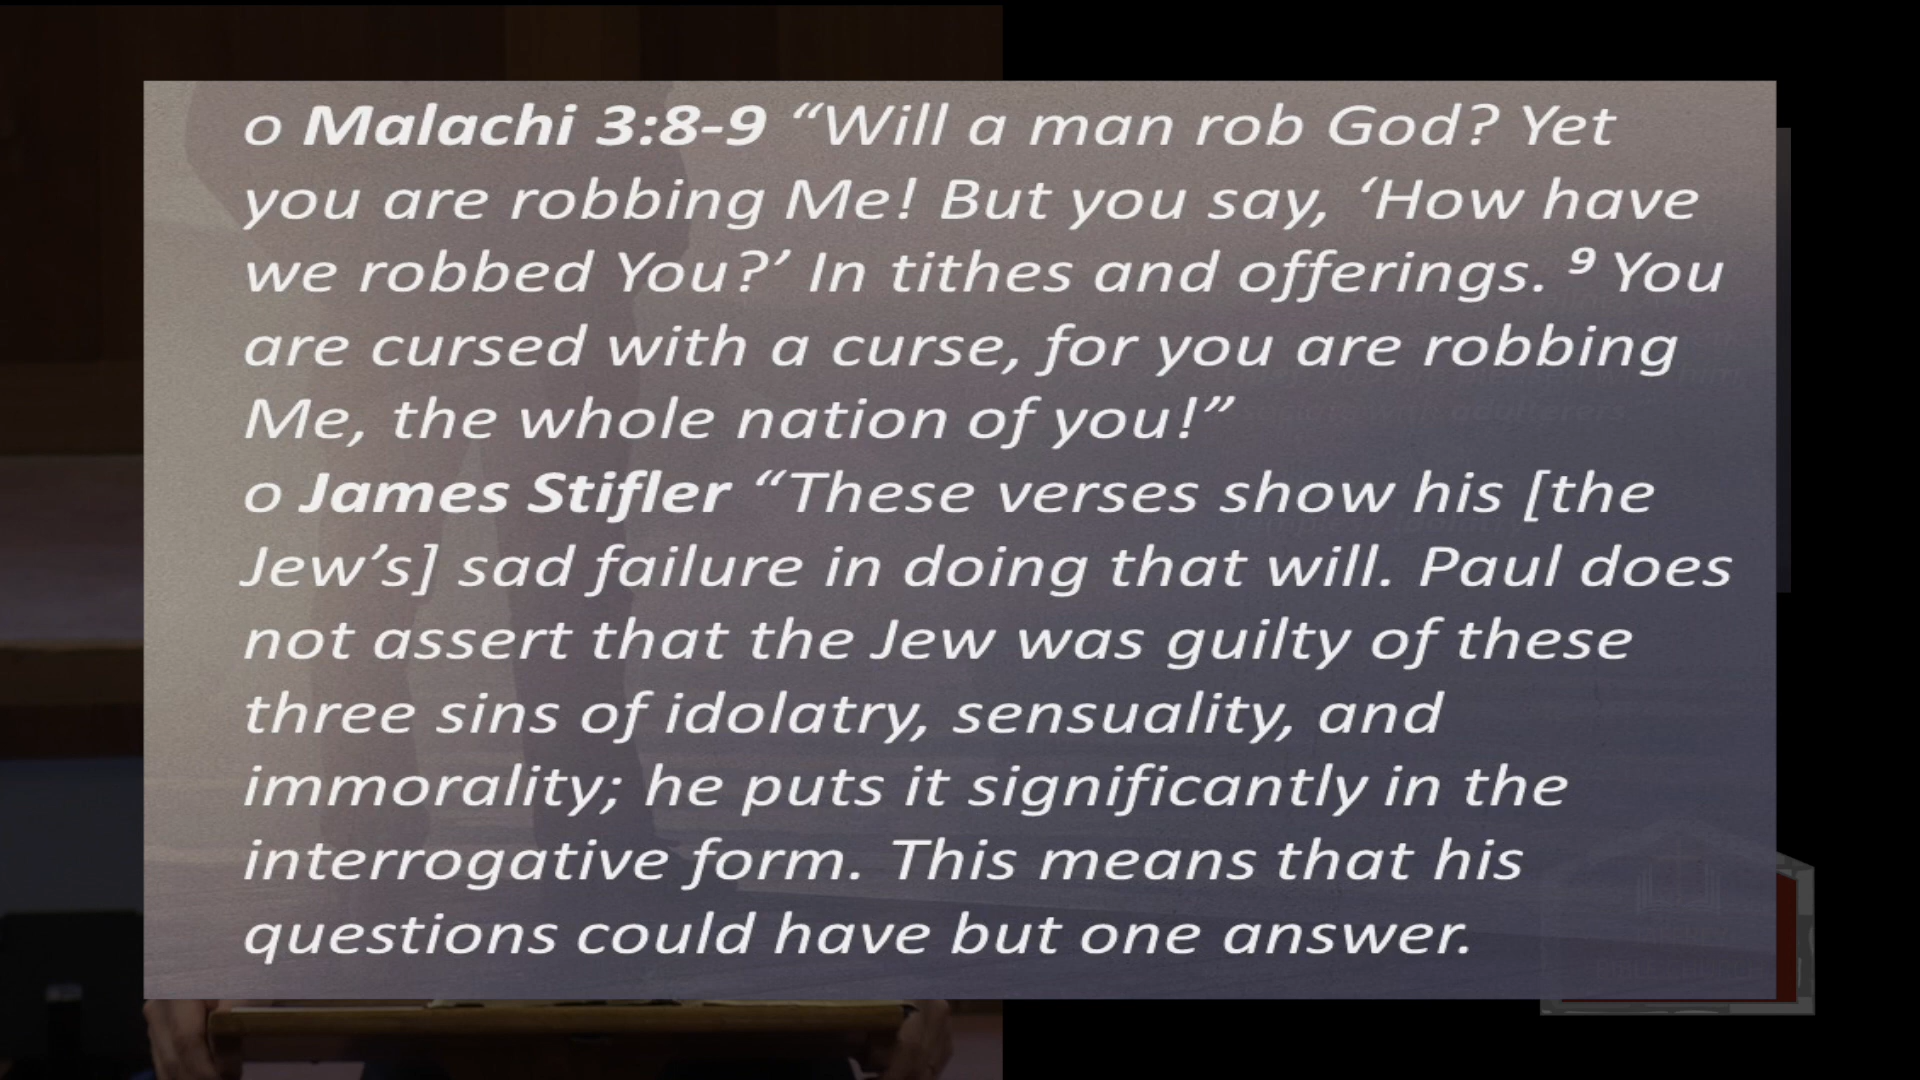 o Malachi 3:8-9 “Will a man rob God? Yet
you are robbing Me! But you say, ‘How have
we robbed You?’ In tithes and offerings. ⁹ You
are cursed with a curse, for you are robbing
Me, the whole nation of you!”
o James Stifler “These verses show his [the
Jew’s] sad failure in doing that will. Paul does
not assert that the Jew was guilty of these
three sins of idolatry, sensuality, and
immorality; he puts it significantly in the
interrogative form. This means that his
questions could have but one answer.